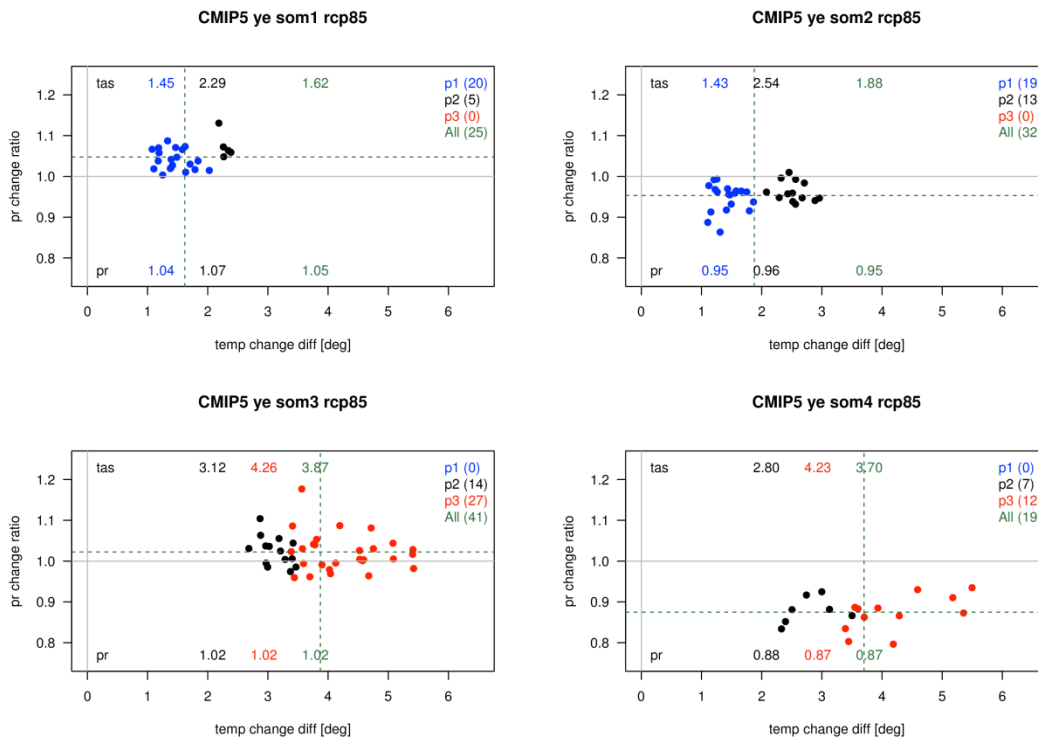 CMIP5 ye som1 rcp85
tas 1.45 2.29 1.62 p1 (20)
p2 (5)
p3 (0)
All (25)
pr 1.04 1.07 1.05
pr change ratio
0.8 0.9 1.0 1.1 1.2
0 1 2 3 4 5 6
temp change diff [deg]
CMIP5 ye som2 rcp85
tas 1.43 2.54 1.88 p1 (19
p2 (13
p3 (0)
All (32
pr 0.95 0.96 0.95
pr change ratio
0.8 0.9 1.0 1.1 1.2
0 1 2 3 4 5 6
temp change diff [deg]
CMIP5 ye som3 rcp85
tas 3.12 4.26 3.87 p1 (0)
p2 (14)
p3 (27)
All (41)
pr 1.02 1.02 1.02
pr change ratio
0.8 0.9 1.0 1.1 1.2
0 1 2 3 4 5 6
temp change diff [deg]
CMIP5 ye som4 rcp85
tas 2.80 4.23 3.70 p1 (0)
p2 (7)
p3 (12
All (19
pr 0.88 0.87 0.87
pr change ratio
0.8 0.9 1.0 1.1 1.2
0 1 2 3 4 5 6
temp change diff [deg]